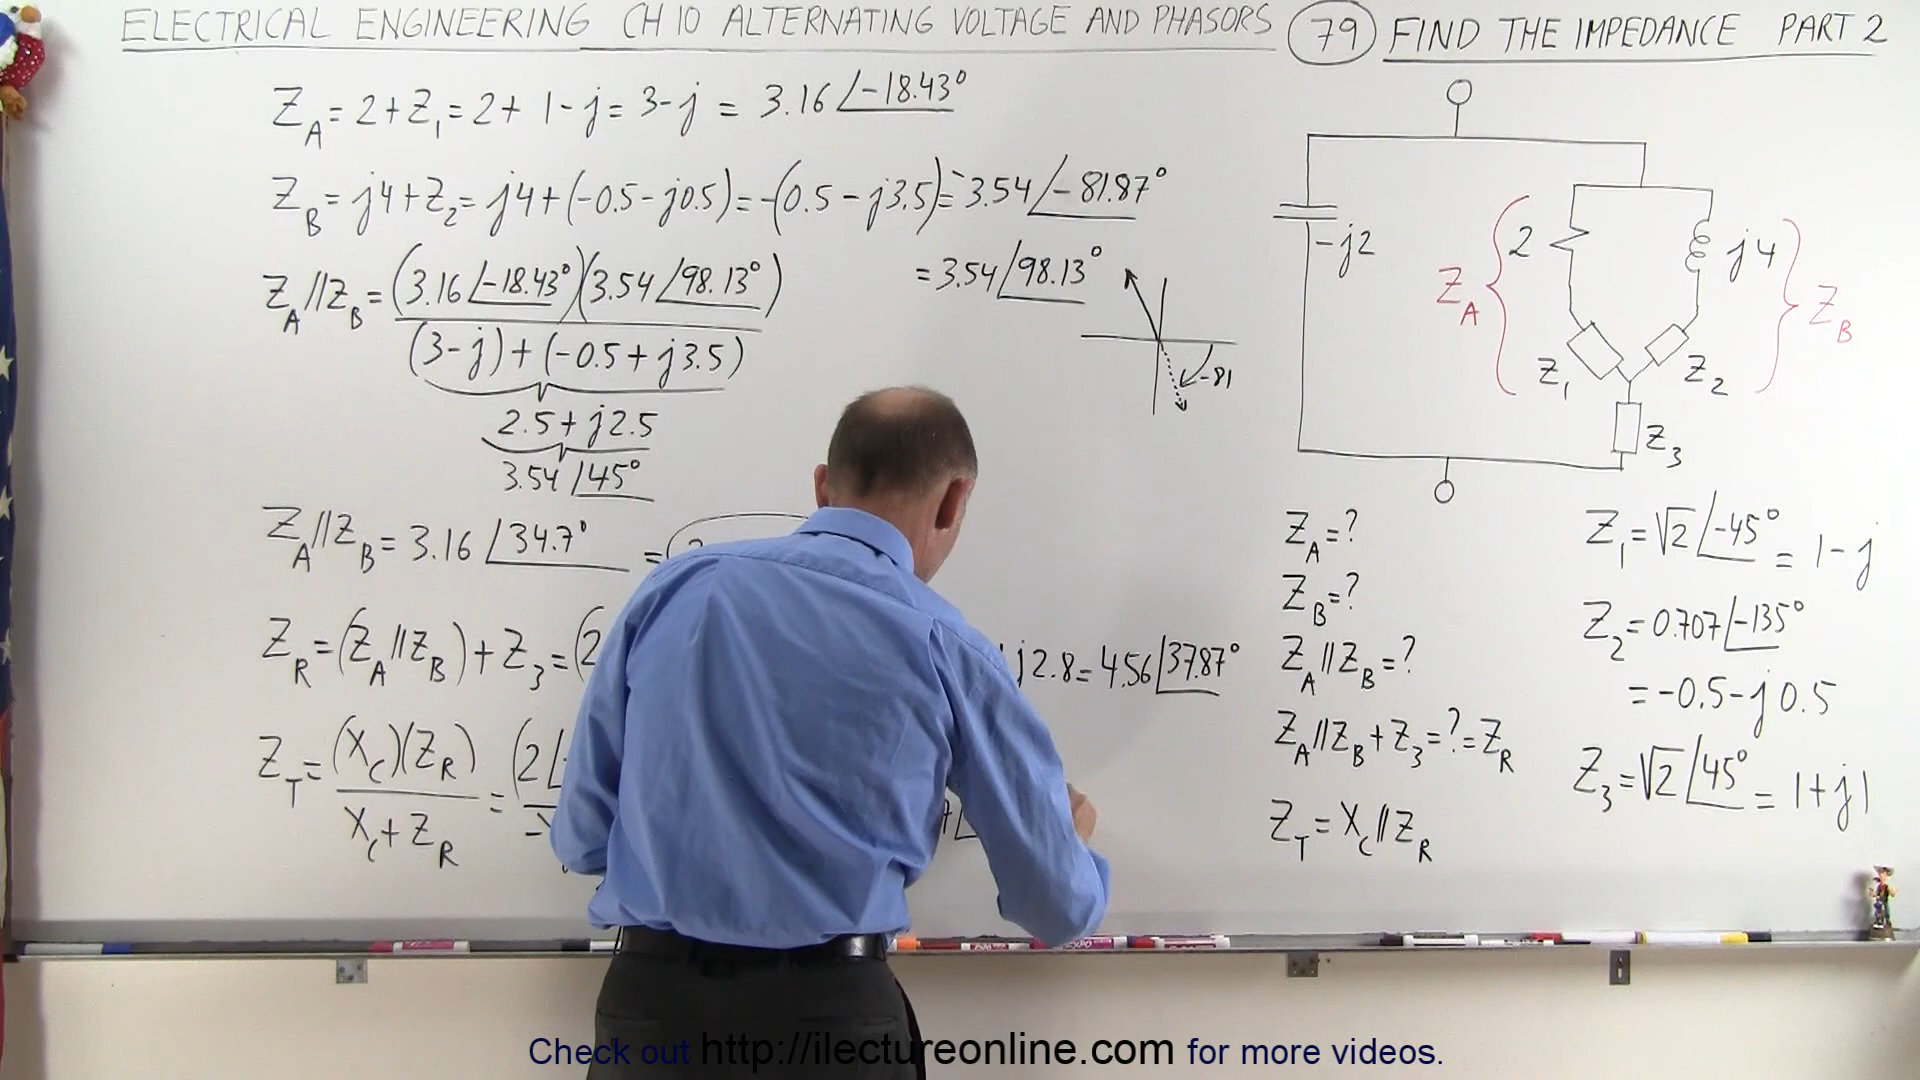 ELECTRICAL ENGINEERING CH 10 ALTERNATING VOLTAGE AND PHASORS 79 FIND THE IMPEDANCE PART 2
Z_A = 2 + Z_1 = 2 + 1 - j = 3 - j = 3.16 ∠-18.43°
Z_B = j4 + Z_2 = j4 + (-0.5 - j0.5) = -(0.5 - j3.5) = -3.54 ∠-81.87°
= 3.54 ∠98.13°
Z_A//Z_B = (3.16 ∠-18.43°)(3.54 ∠98.13°)
(3 - j) + (-0.5 + j3.5)
2.5 + j2.5
3.54 ∠45°
-81
Z_A//Z_B = 3.16 ∠34.7° =
Z_R = (Z_A//Z_B) + Z_3 = (2
j2.8 = 4.56 ∠37.87°
Z_T = (X_C)(Z_R) = (2∠
X_C + Z_R
-j2
2
j4
Z_A
Z_B
Z_1
Z_2
Z_3
Z_A = ?
Z_B = ?
Z_A//Z_B = ?
Z_A//Z_B + Z_3 = ? = Z_R
Z_T = X_C//Z_R
Z_1 = √2 ∠-45° = 1 - j
Z_2 = 0.707 ∠-135°
= -0.5 - j0.5
Z_3 = √2 ∠45° = 1 + j1
Check out http://ilectureonline.com for more videos.